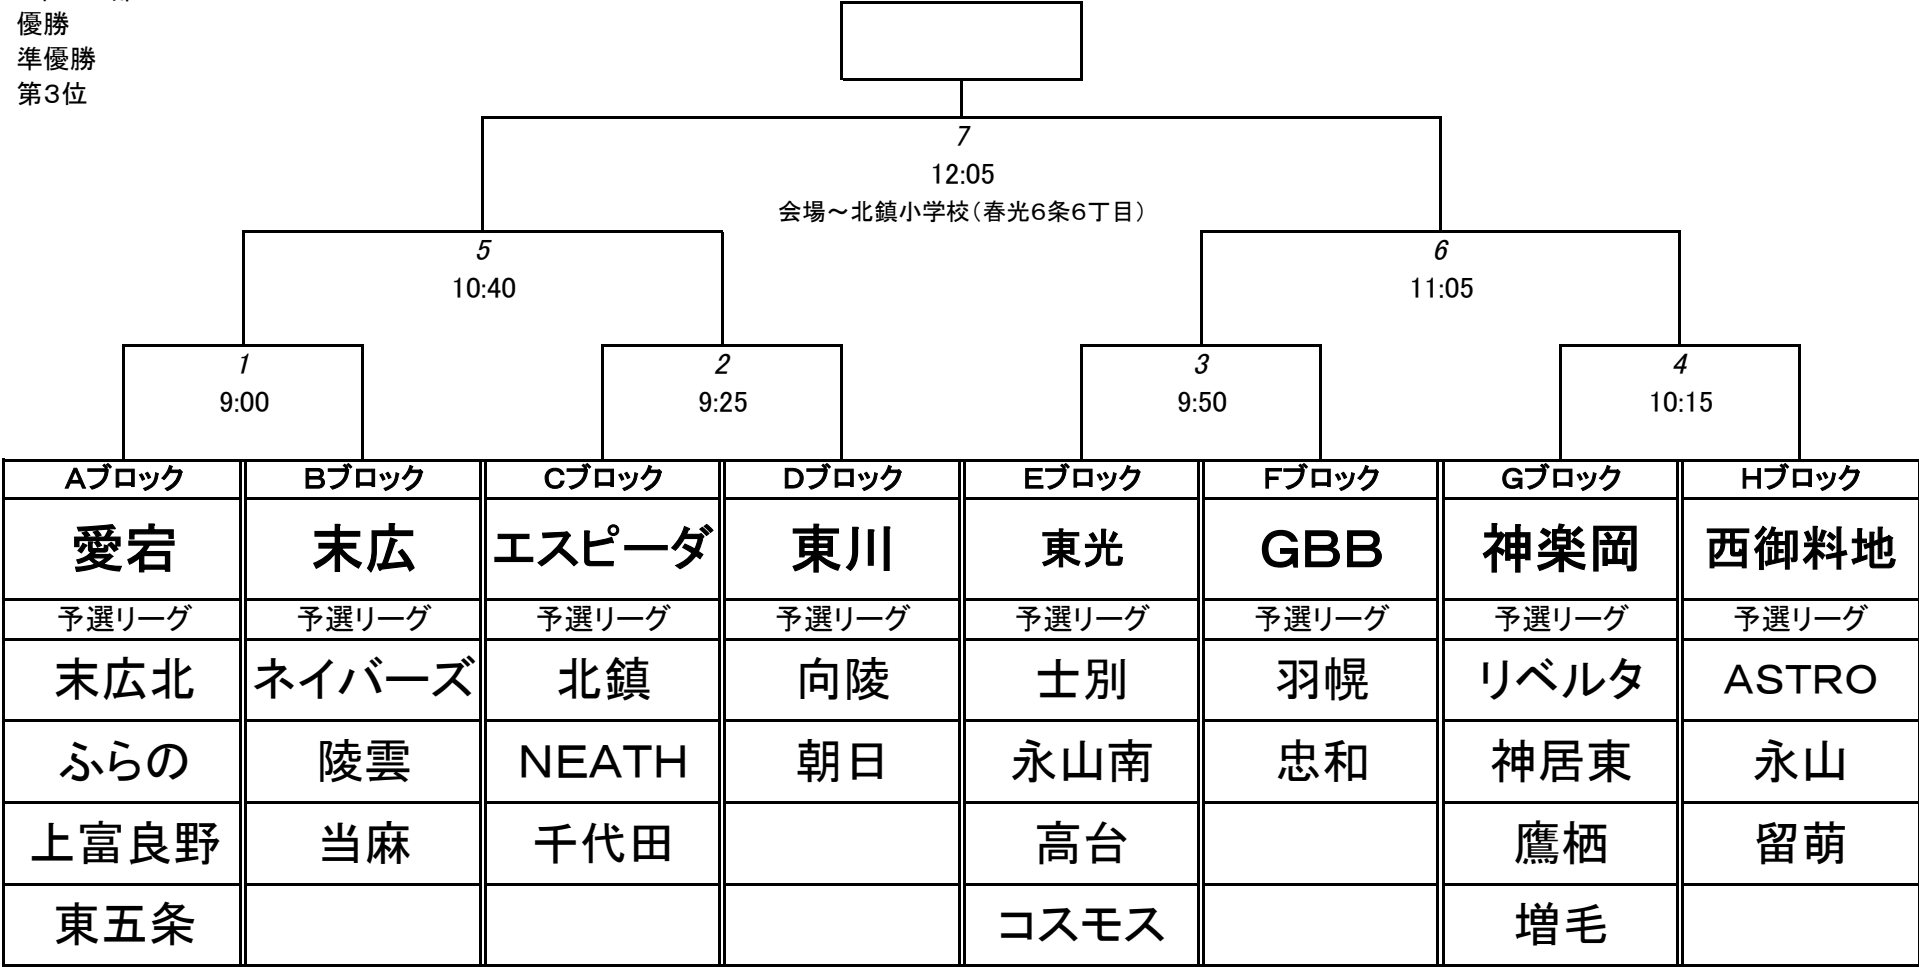 優勝
準優勝
第3位
7
12:05
会場～北鎮小学校(春光6条6丁目)
5
6
10:40
11:05
1
2
3
4
9:00
9:25
9:50
10:15
Aブロック Bブロック Cブロック Dブロック Eブロック Fブロック Gブロック Hブロック
愛宕 末広 エスピーダ 東川 東光 GBB 神楽岡 西御料地
予選リーグ 予選リーグ 予選リーグ 予選リーグ 予選リーグ 予選リーグ 予選リーグ 予選リーグ
末広北 ネイバーズ 北鎮 向陵 士別 羽幌 リベルタ ASTRO
ふらの 陵雲 NEATH 朝日 永山南 忠和 神居東 永山
上富良野 当麻 千代田 高台 鷹栖 留萌
東五条 コスモス 増毛